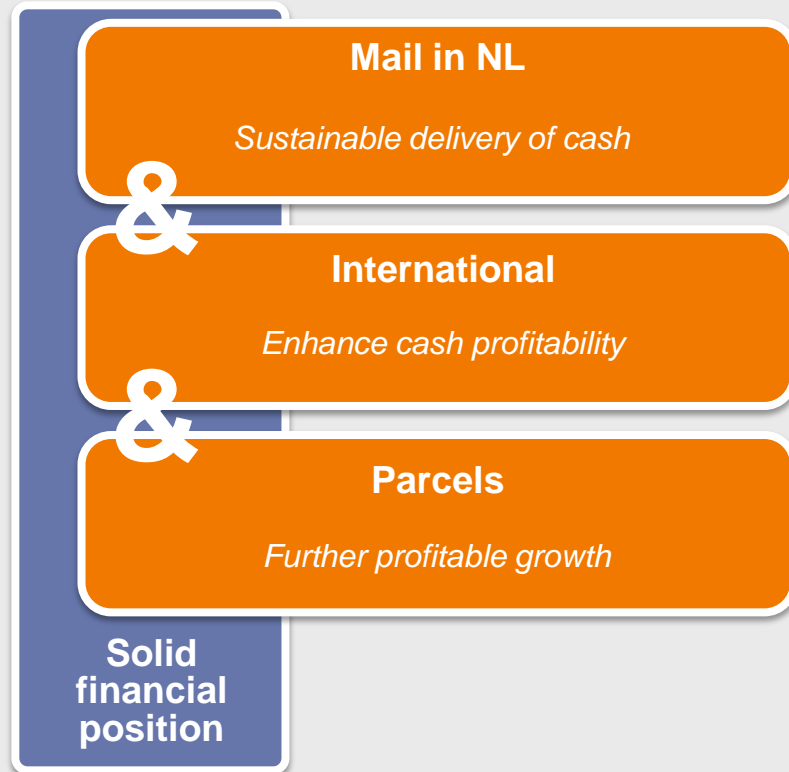 Mail in NL
Sustainable delivery of cash
&
International
Enhance cash profitability
&
Parcels
Further profitable growth
Solid
financial
position